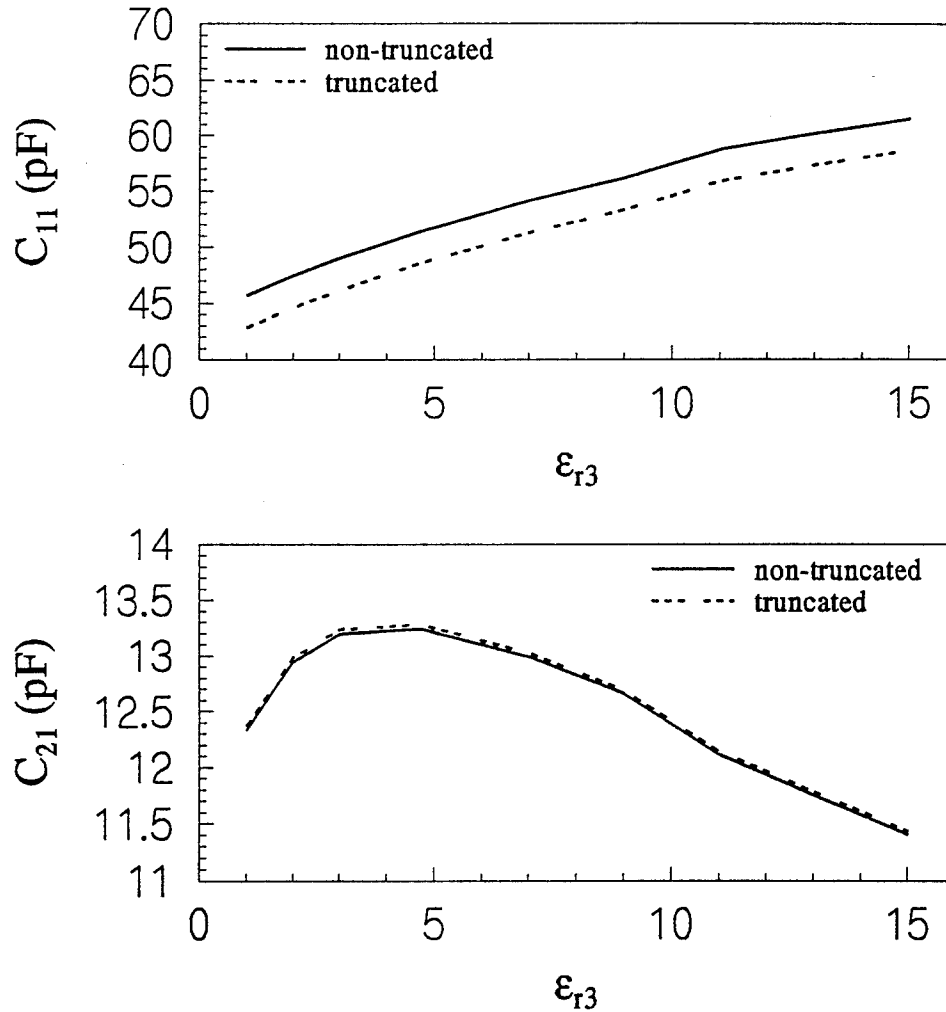 70
65
60
55
50
45
40
C11 (pF)
non-truncated
truncated
0 5 10 15
εr3
14
13.5
13
12.5
12
11.5
11
C21 (pF)
non-truncated
truncated
0 5 10 15
εr3